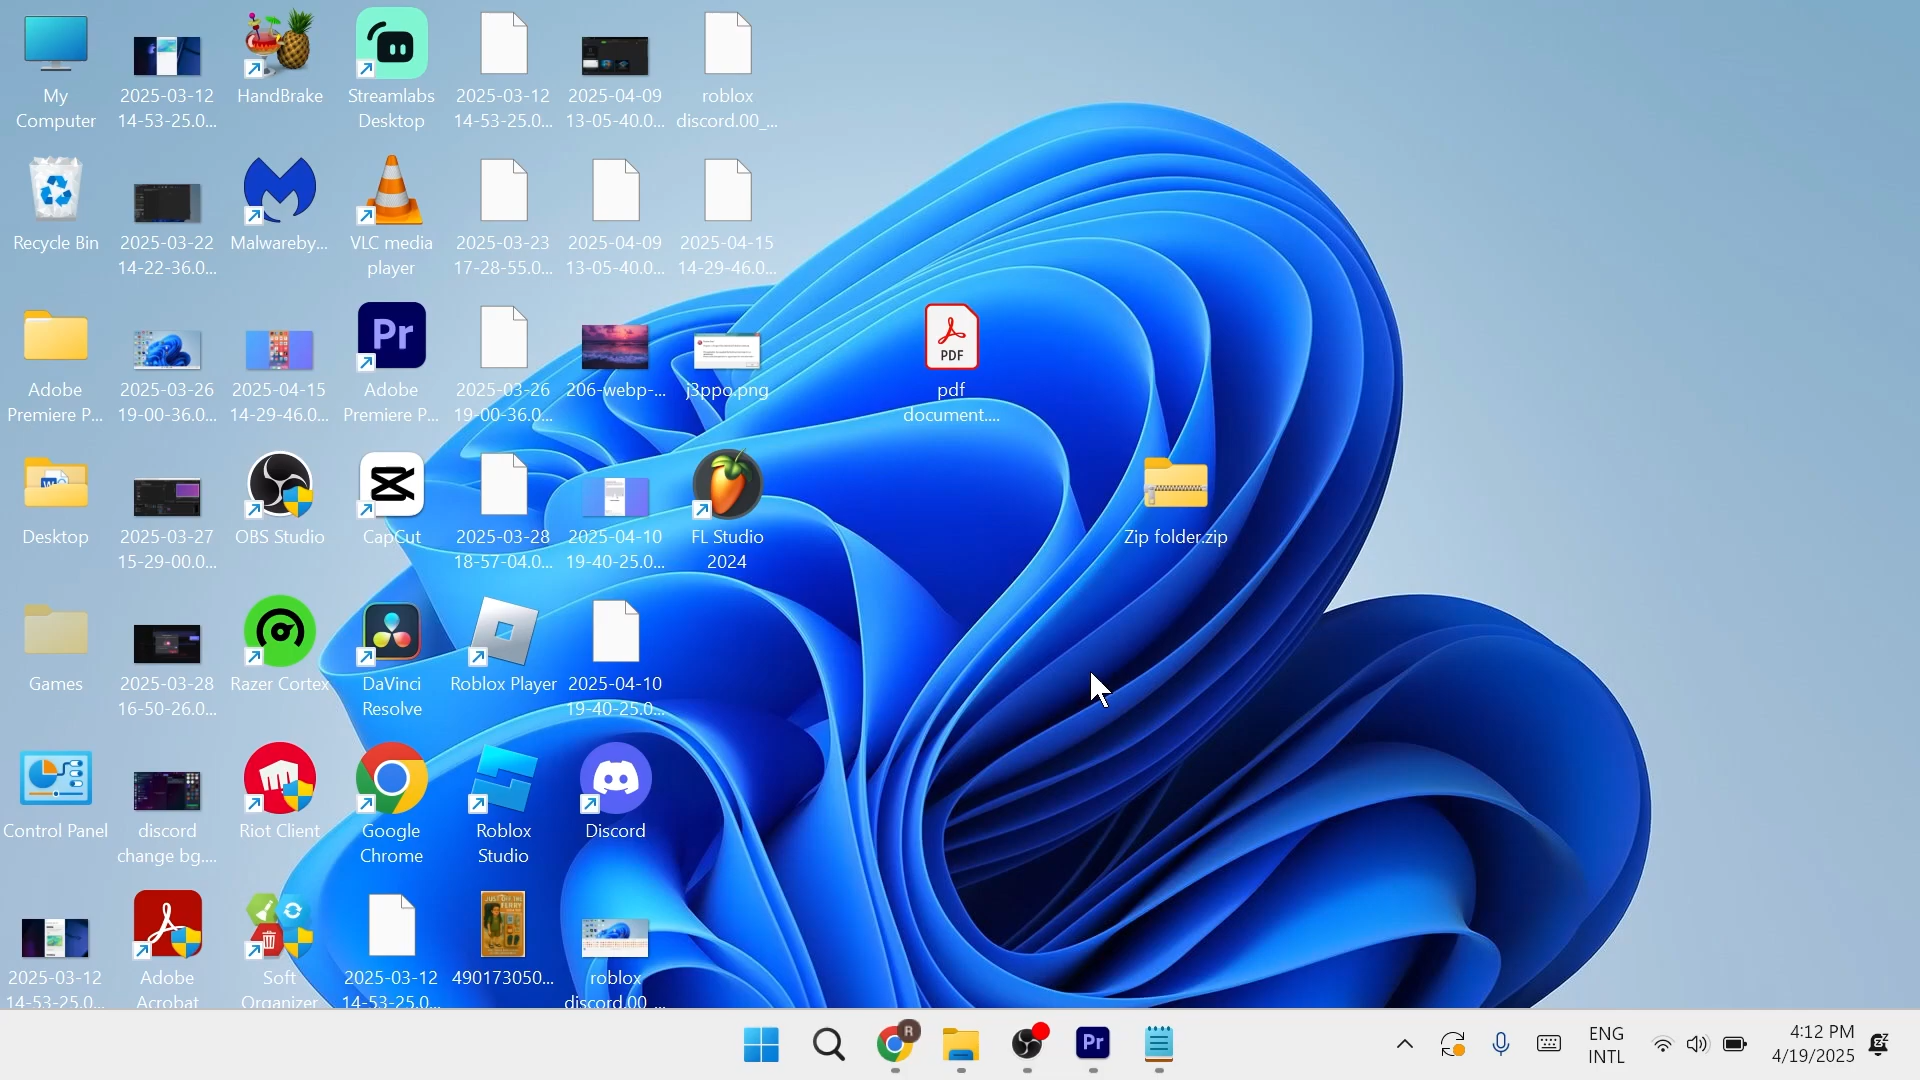 My
Computer
2025-03-12
14-53-25.0...
HandBrake
Streamlabs
Desktop
2025-03-12
14-53-25.0...
2025-04-09
13-05-40.0...
roblox
discord.00_...
Recycle Bin
2025-03-22
14-22-36.0...
Malwareby...
VLC media
player
2025-03-23
17-28-55.0...
2025-04-09
13-05-40.0...
2025-04-15
14-29-46.0...
Adobe
Premiere P...
2025-03-26
19-00-36.0...
2025-04-15
14-29-46.0...
Pr
Adobe
Premiere P...
2025-03-26
19-00-36.0...
206-webp-...
j3ppo.png
PDF
pdf
document....
Desktop
2025-03-27
15-29-00.0...
OBS Studio
CapCut
2025-03-28
18-57-04.0...
2025-04-10
19-40-25.0...
FL Studio
2024
Zip folder.zip
Games
2025-03-28
16-50-26.0...
Razer Cortex
DaVinci
Resolve
Roblox Player
2025-04-10
19-40-25.0...
Control Panel
discord
change bg....
Riot Client
Google
Chrome
Roblox
Studio
Discord
2025-03-12
14-53-25.0...
Adobe
Acrobat
Soft
Organizer
2025-03-12
14-53-25.0...
490173050...
roblox
discord.00_...
R
Pr
ENG
INTL
4:12 PM
4/19/2025